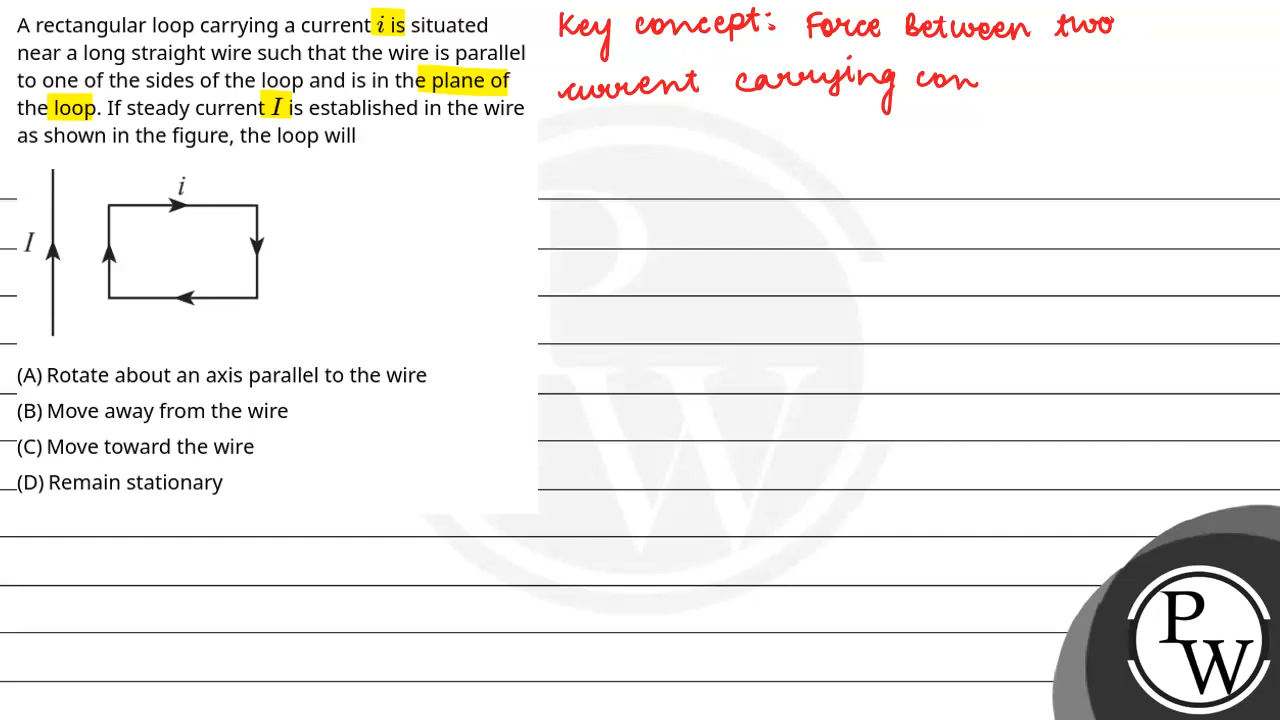 A rectangular loop carrying a current i is situated
near a long straight wire such that the wire is parallel
to one of the sides of the loop and is in the plane of
the loop. If steady current I is established in the wire
as shown in the figure, the loop will
i
I
(A) Rotate about an axis parallel to the wire
(B) Move away from the wire
(C) Move toward the wire
(D) Remain stationary
Key concept: Force Between two
current carrying con
PW
PW